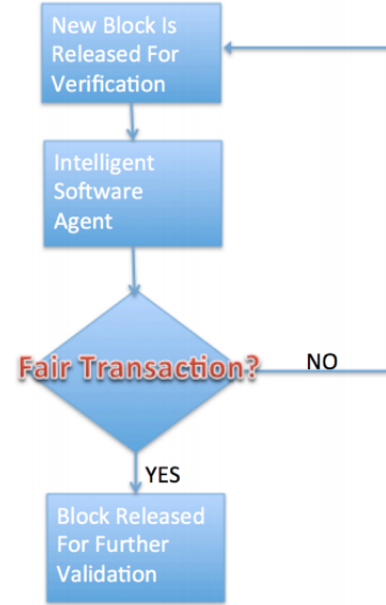 New Block Is
Released For
Verification
Intelligent
Software
Agent
Fair Transaction?
NO
YES
Block Released
For Further
Validation